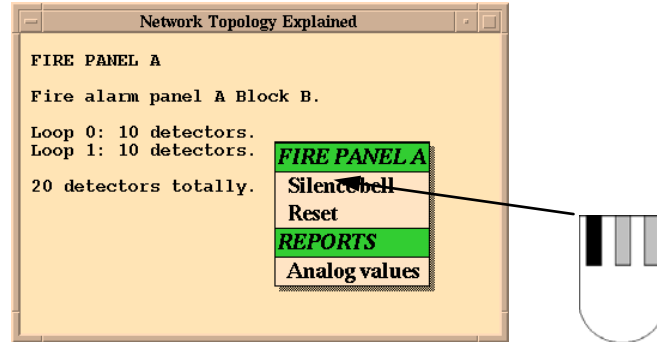 Network Topology Explained
FIRE PANEL A
Fire alarm panel A Block B.
Loop 0: 10 detectors.
Loop 1: 10 detectors.
20 detectors totally.
FIRE PANEL A
Silence bell
Reset
REPORTS
Analog values